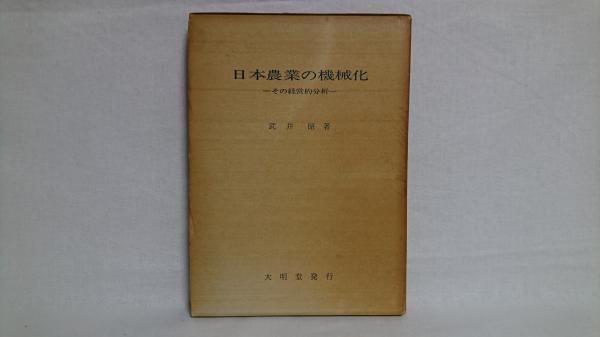 日本農業の機械化
―その経営的分析―
武井昭著
大明堂発行